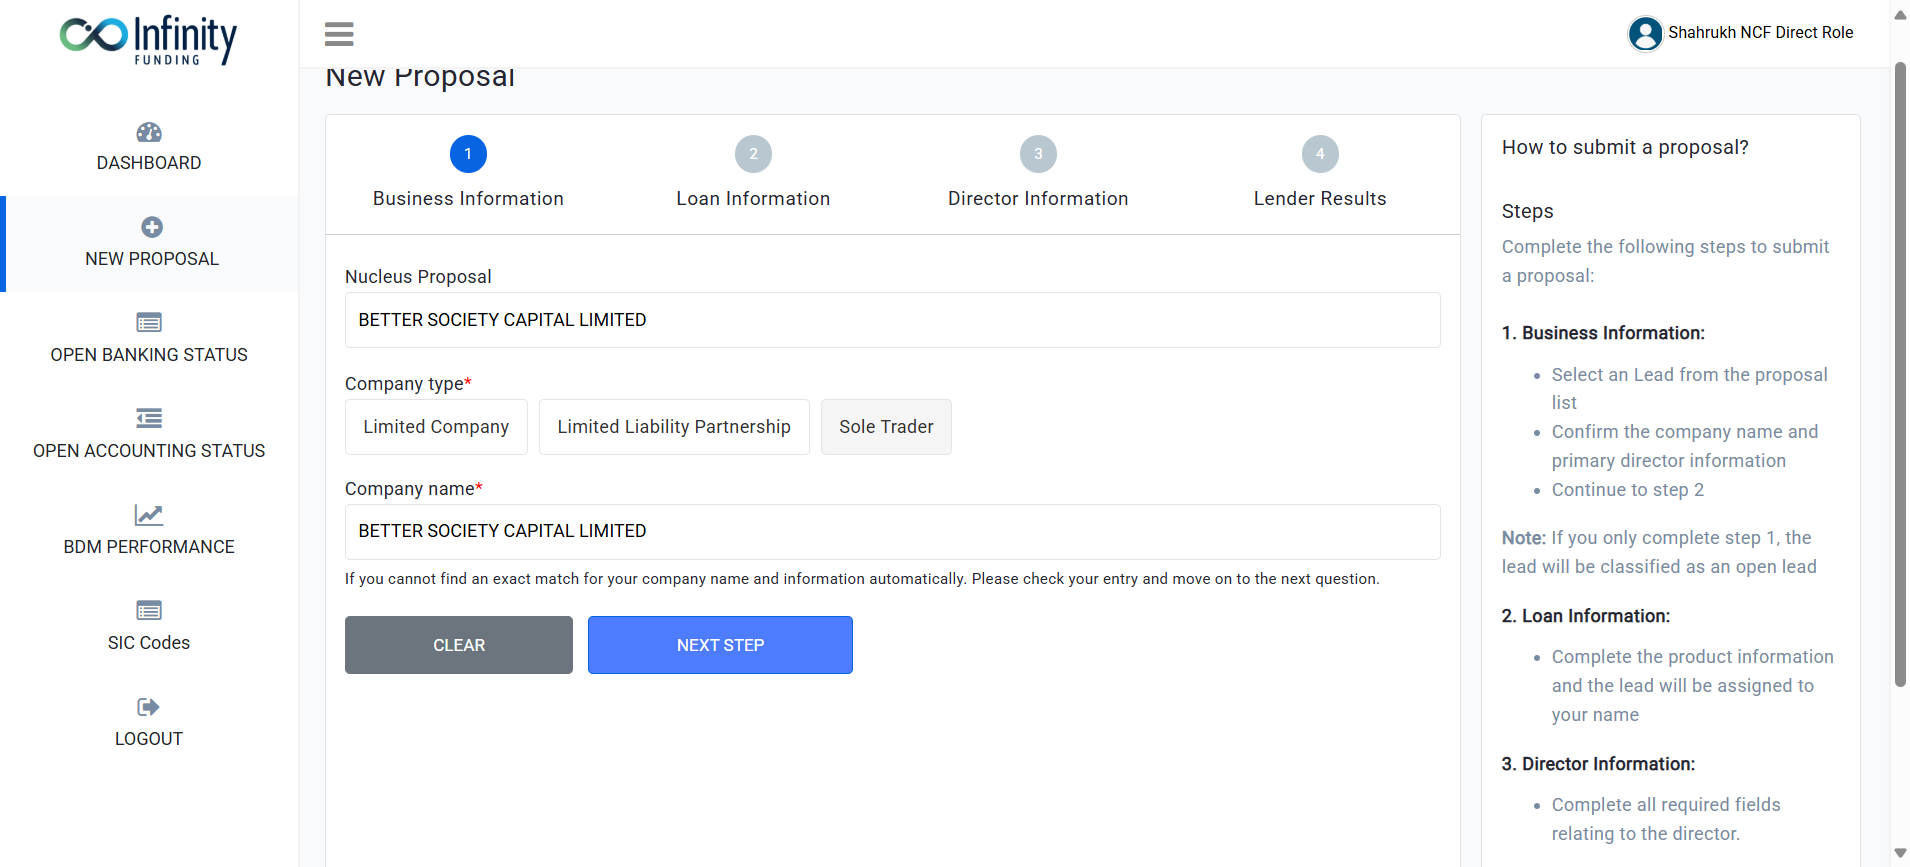 Infinity
FUNDING
Shahrukh NCF Direct Role
DASHBOARD
NEW PROPOSAL
OPEN BANKING STATUS
OPEN ACCOUNTING STATUS
BDM PERFORMANCE
SIC Codes
LOGOUT
New Proposal
1
Business Information
2
Loan Information
3
Director Information
4
Lender Results
Nucleus Proposal
BETTER SOCIETY CAPITAL LIMITED
Company type*
Limited Company
Limited Liability Partnership
Sole Trader
Company name*
BETTER SOCIETY CAPITAL LIMITED
If you cannot find an exact match for your company name and information automatically. Please check your entry and move on to the next question.
CLEAR
NEXT STEP
How to submit a proposal?
Steps
Complete the following steps to submit
a proposal:
1. Business Information:
• Select an Lead from the proposal
list
• Confirm the company name and
primary director information
• Continue to step 2
Note: If you only complete step 1, the
lead will be classified as an open lead
2. Loan Information:
• Complete the product information
and the lead will be assigned to
your name
3. Director Information:
• Complete all required fields
relating to the director.